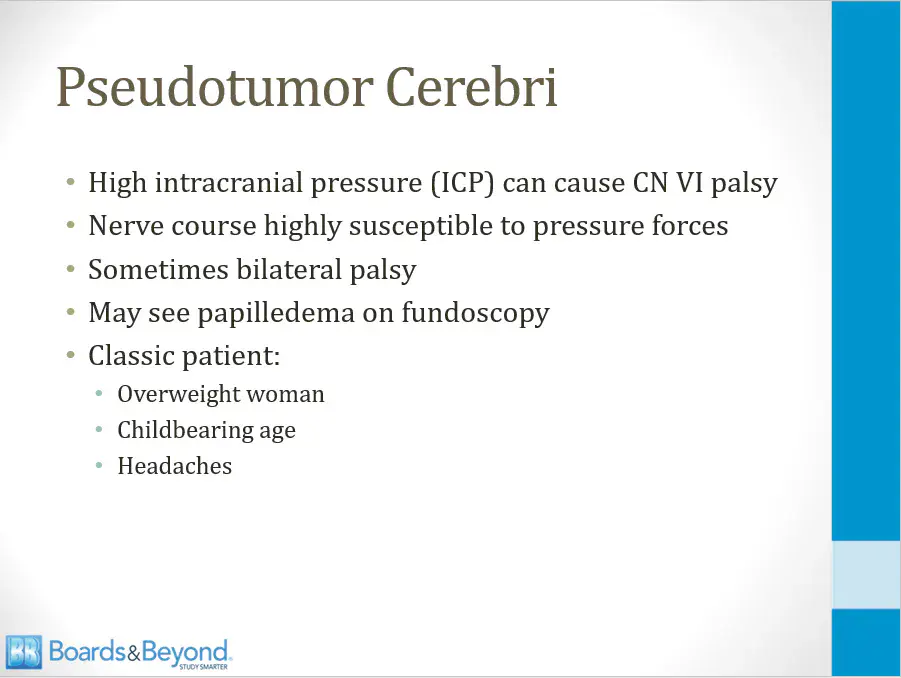 Pseudotumor Cerebri
• High intracranial pressure (ICP) can cause CN VI palsy
• Nerve course highly susceptible to pressure forces
• Sometimes bilateral palsy
• May see papilledema on fundoscopy
• Classic patient:
• Overweight woman
• Childbearing age
• Headaches
BB Boards&Beyond.
STUDY SMARTER